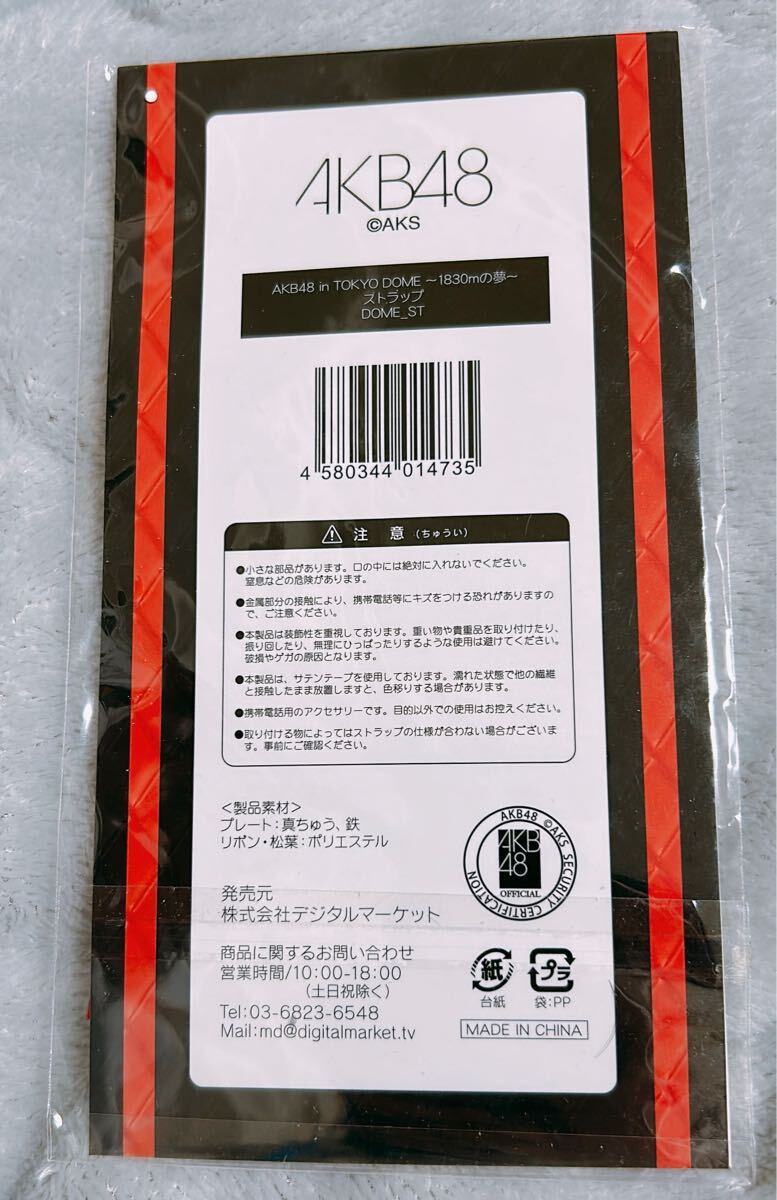 AKB48
©AKS
AKB48 in TOKYO DOME ～1830mの夢～
ストラップ
DOME_ST
4 580344 014735
注 意 (ちゅうい)
●小さな部品があります。口の中には絶対に入れないでください。
窒息などの危険があります。
●金属部分の接触により、携帯電話等にキズをつける恐れがありますの
で、ご注意ください。
●本製品は装飾性を重視しております。重い物や貴重品を取り付けたり、
振り回したり、無理にひっぱったりするような使用は避けてください。
破損やケガの原因となります。
●本製品は、サテンテープを使用しております。濡れた状態で他の繊維
と接触したまま放置しますと、色移りする場合があります。
●携帯電話用のアクセサリーです。目的以外での使用はお控えください。
●取り付ける物によってはストラップの仕様が合わない場合がございま
す。事前にご確認ください。
＜製品素材＞
プレート：真ちゅう、鉄
リボン・松葉：ポリエステル
AKB48 ©AKS SECURITY CERTIFICATION
AKB
48
OFFICIAL
発売元
株式会社デジタルマーケット
商品に関するお問い合わせ
営業時間/10:00-18:00
(土日祝除く)
Tel:03-6823-6548
Mail:md@digitalmarket.tv
紙
台紙
プラ
袋：PP
MADE IN CHINA